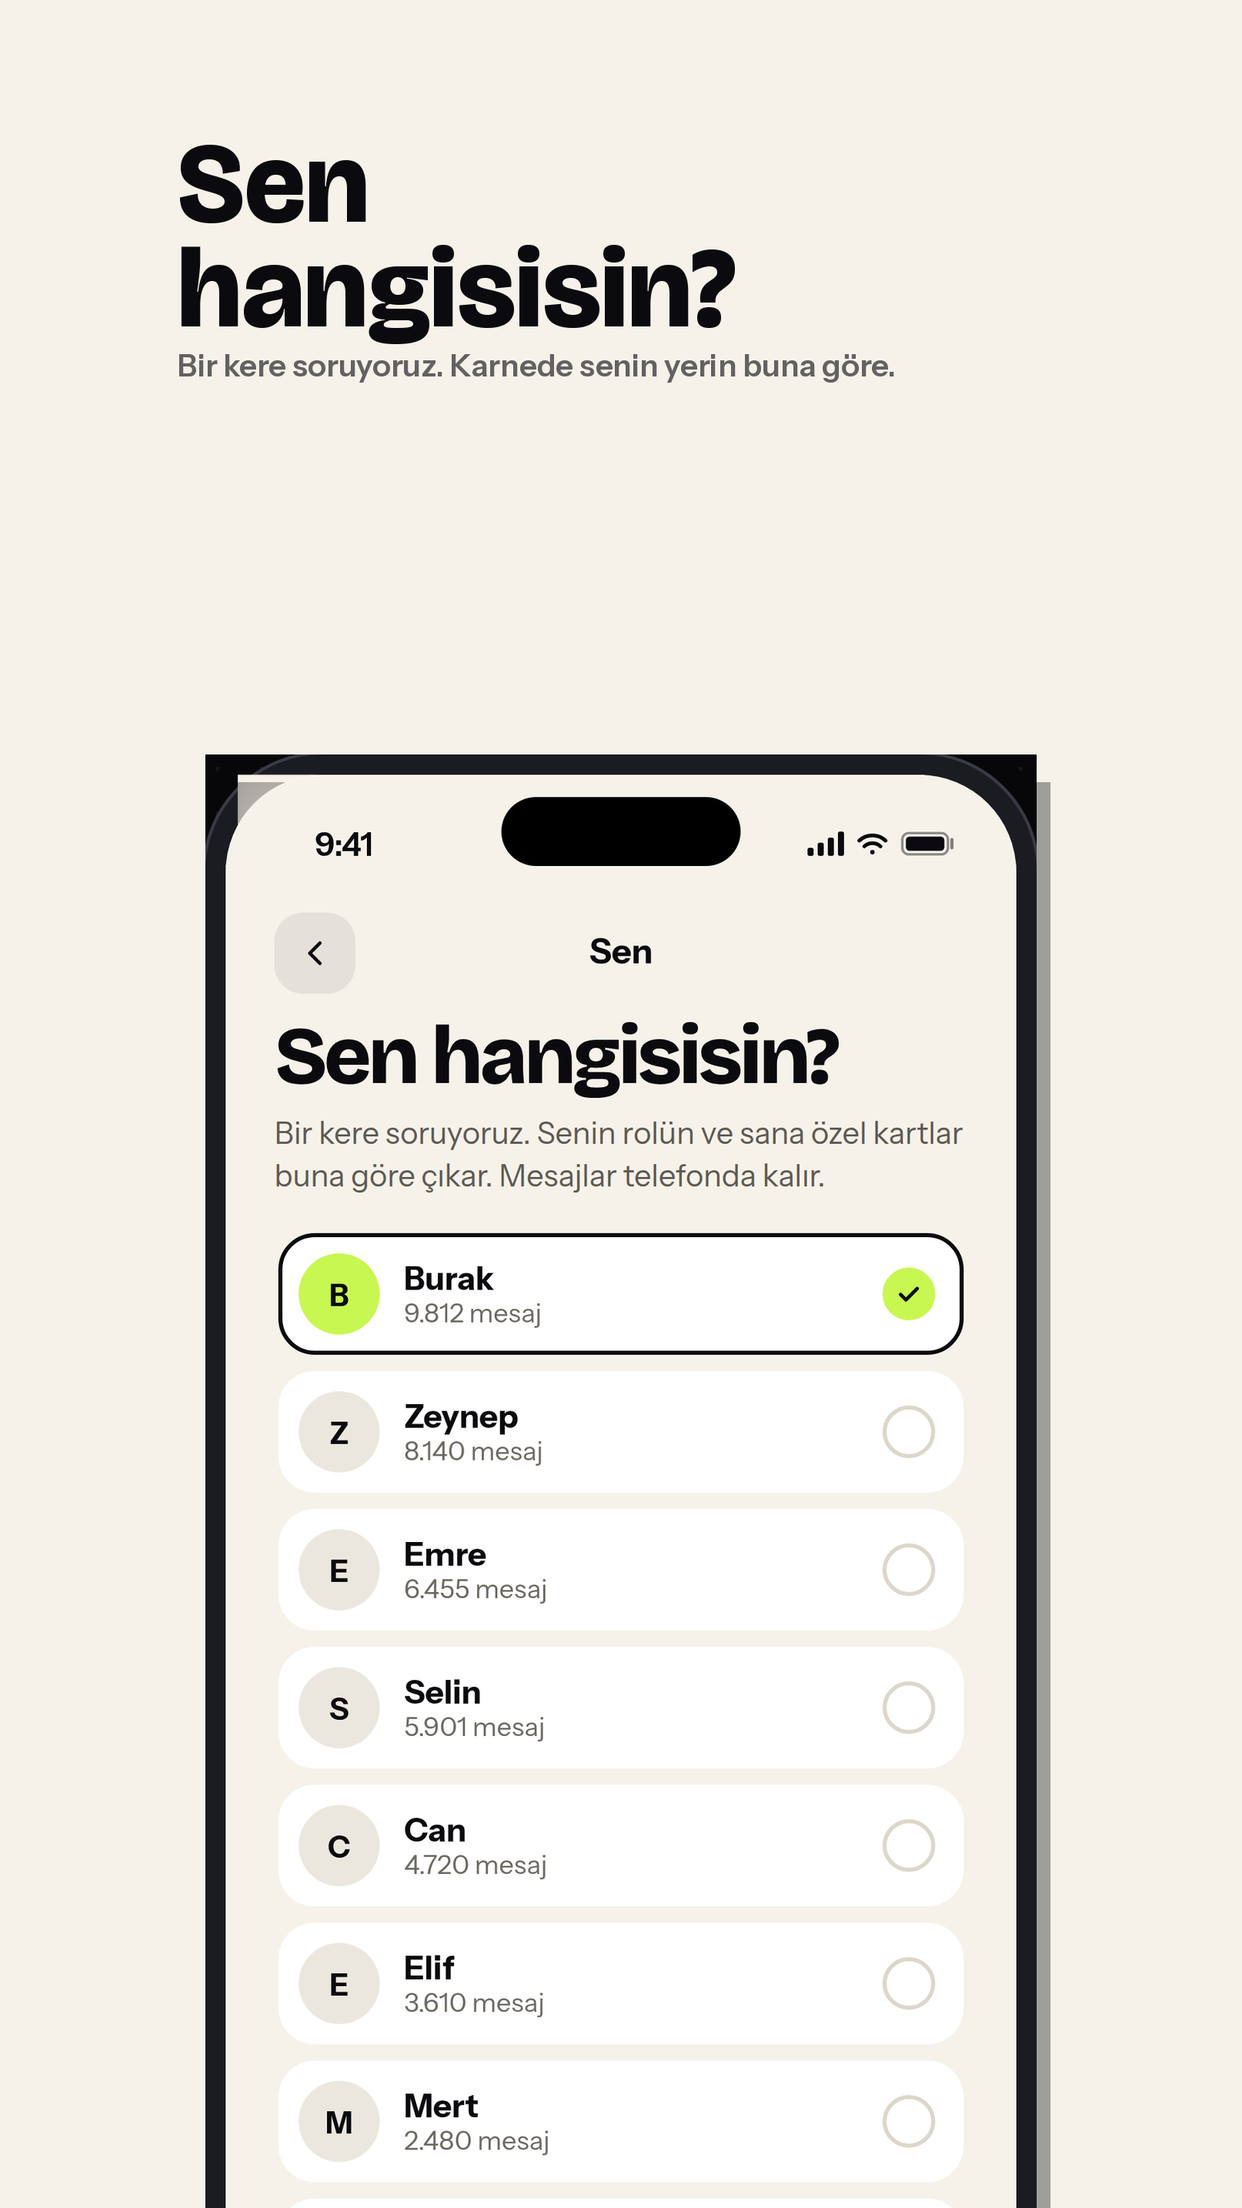 Sen
hangisisin?
Bir kere soruyoruz. Karnede senin yerin buna göre.
9:41
Sen
Sen hangisisin?
Bir kere soruyoruz. Senin rolün ve sana özel kartlar
buna göre çıkar. Mesajlar telefonda kalır.
B
Burak
9.812 mesaj
Z
Zeynep
8.140 mesaj
E
Emre
6.455 mesaj
S
Selin
5.901 mesaj
C
Can
4.720 mesaj
E
Elif
3.610 mesaj
M
Mert
2.480 mesaj